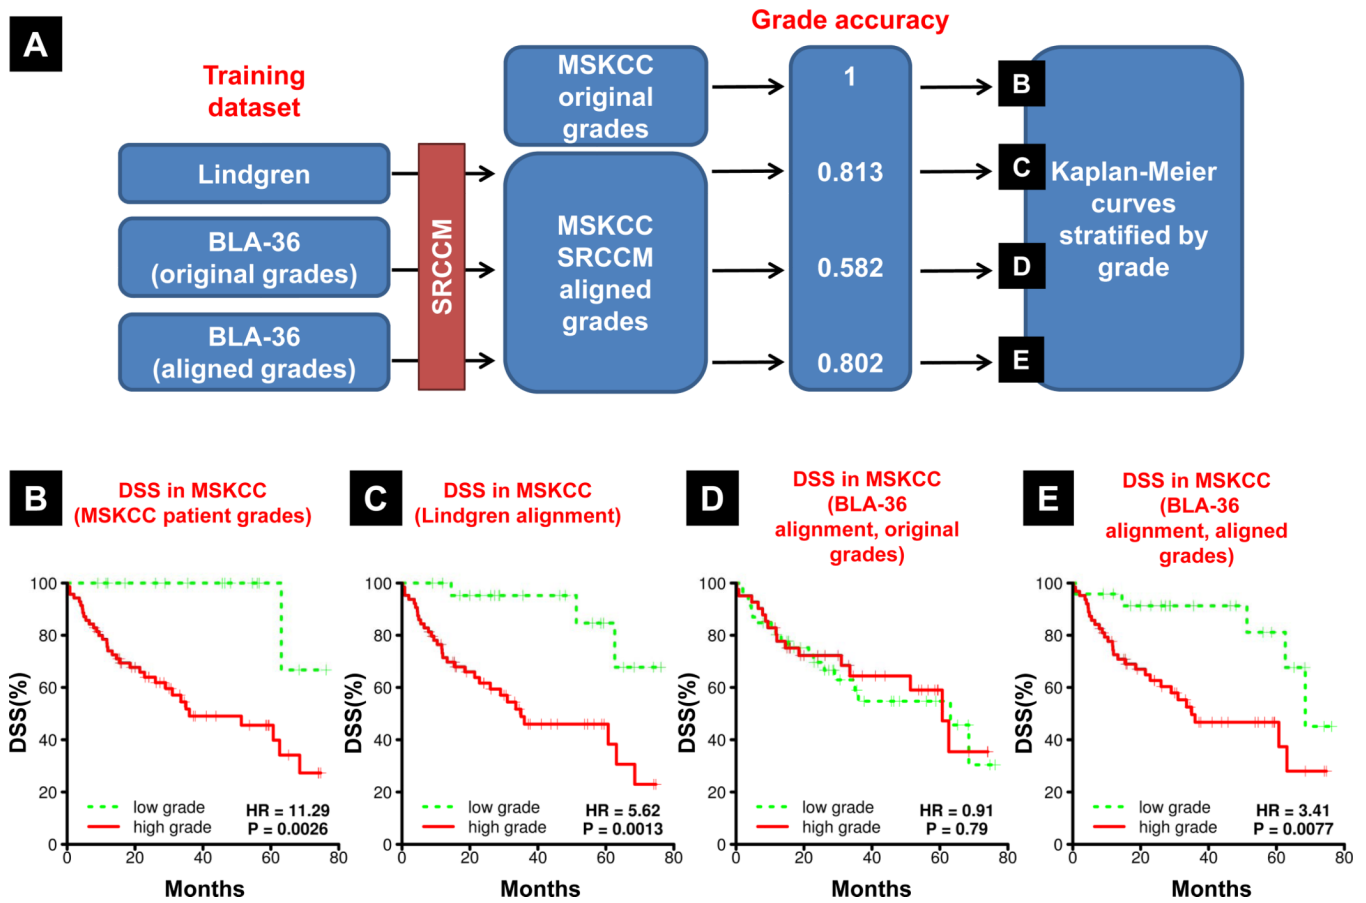 A
Grade accuracy
Training
dataset
MSKCC
original
grades
1
B
Lindgren
SRCCM
MSKCC
SRCCM
aligned
grades
0.813
C
Kaplan-Meier
curves
stratified by
grade
BLA-36
(original grades)
0.582
D
BLA-36
(aligned grades)
0.802
E
B
DSS in MSKCC
(MSKCC patient grades)
DSS(%)
100
80
60
40
20
0
low grade
high grade
HR = 11.29
P = 0.0026
0 20 40 60 80
Months
C
DSS in MSKCC
(Lindgren alignment)
DSS(%)
100
80
60
40
20
0
low grade
high grade
HR = 5.62
P = 0.0013
0 20 40 60 80
Months
D
DSS in MSKCC
(BLA-36
alignment, original
grades)
DSS(%)
100
80
60
40
20
0
low grade
high grade
HR = 0.91
P = 0.79
0 20 40 60 80
Months
E
DSS in MSKCC
(BLA-36
alignment, aligned
grades)
DSS(%)
100
80
60
40
20
0
low grade
high grade
HR = 3.41
P = 0.0077
0 20 40 60 80
Months